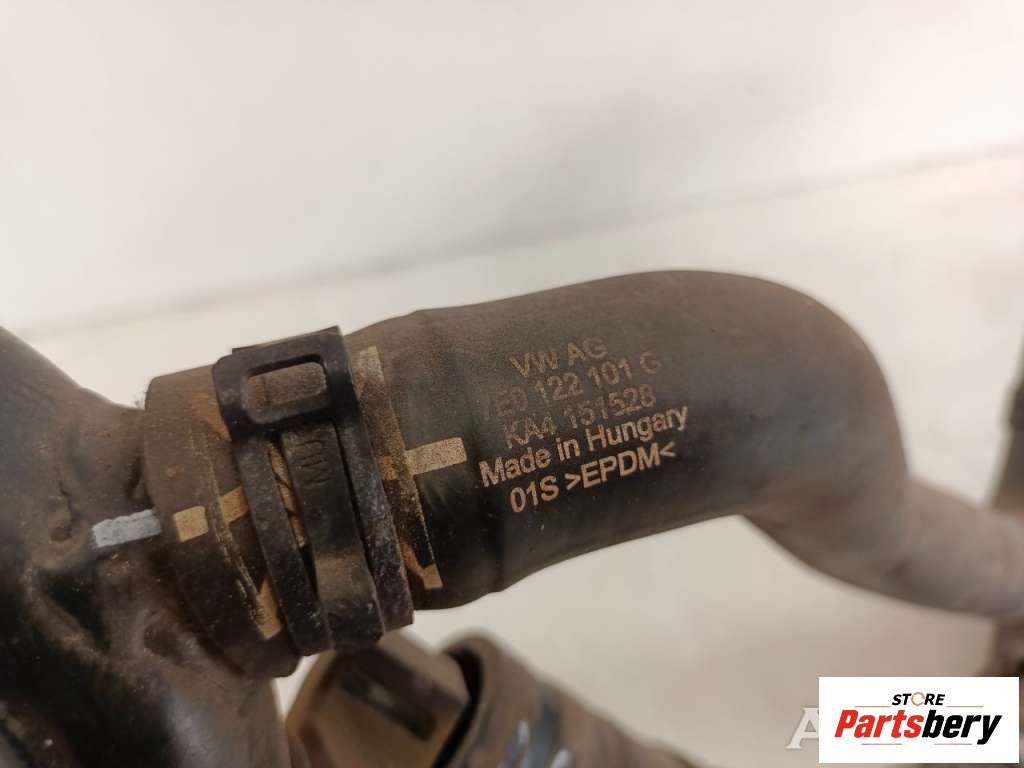 VW AG
7E0 122 101 G
KA4 151528
Made in Hungary
01S >EPDM<
STORE
Partsbery